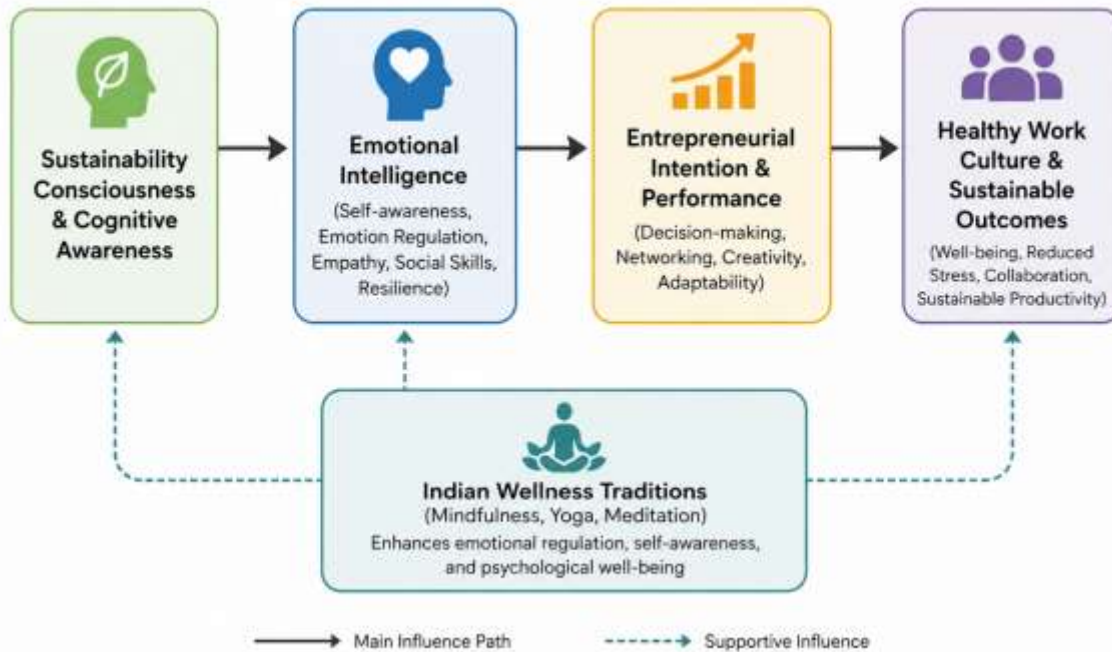 Sustainability
Consciousness
& Cognitive
Awareness
Emotional
Intelligence
(Self-awareness,
Emotion Regulation,
Empathy, Social Skills,
Resilience)
Entrepreneurial
Intention &
Performance
(Decision-making,
Networking, Creativity,
Adaptability)
Healthy Work
Culture &
Sustainable
Outcomes
(Well-being, Reduced
Stress, Collaboration,
Sustainable Productivity)
Indian Wellness Traditions
(Mindfulness, Yoga, Meditation)
Enhances emotional regulation, self-awareness,
and psychological well-being
Main Influence Path
Supportive Influence